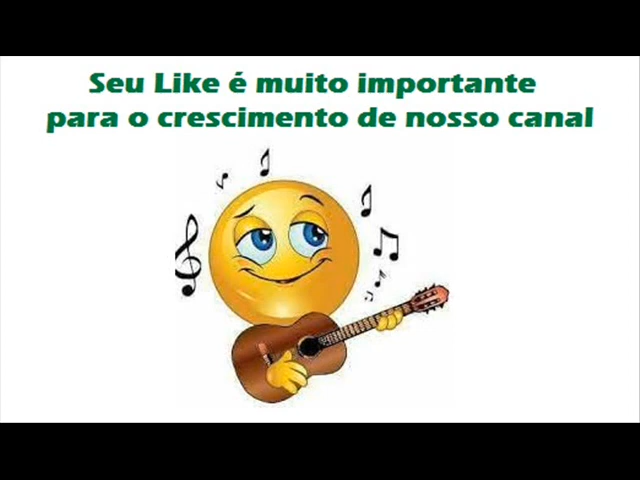 Seu Like é muito importante
para o crescimento de nosso canal